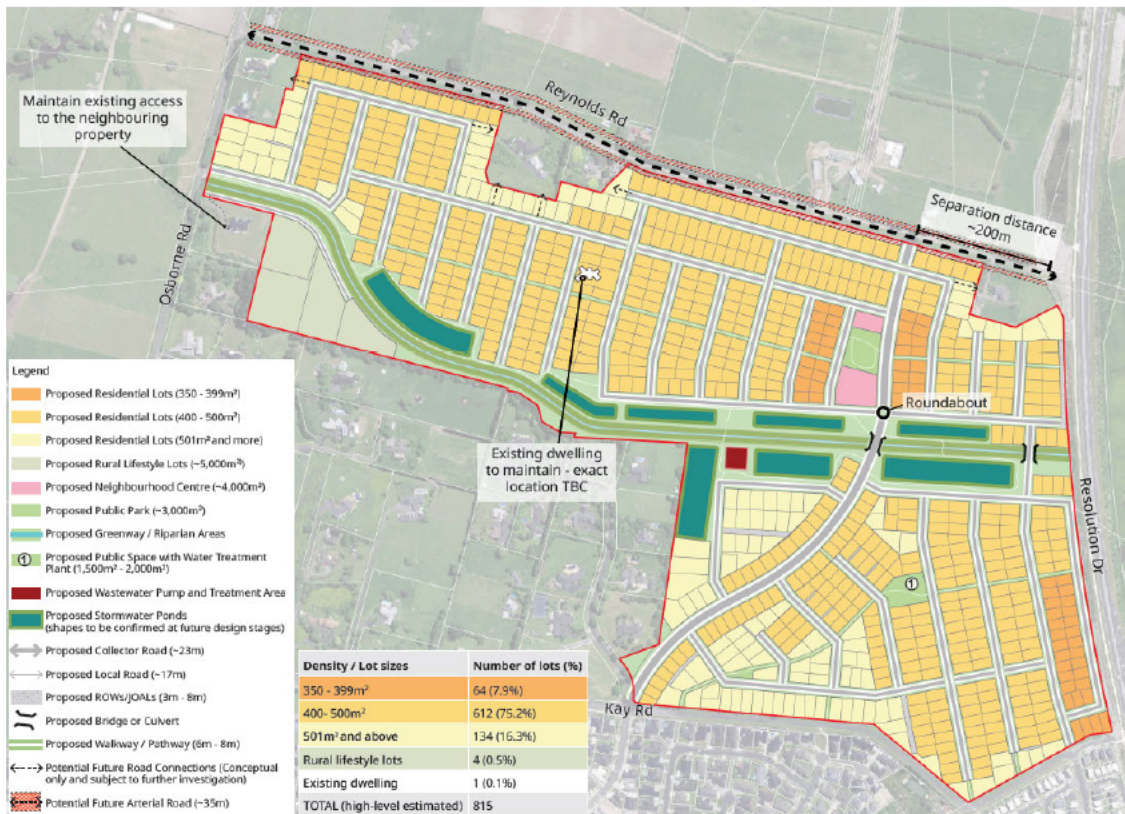 Maintain existing access
to the neighbouring
property
Reynolds Rd
Separation distance
~200m
Osborne Rd
Roundabout
Existing dwelling
to maintain - exact
location TBC
Resolution Dr
Kay Rd
1
Legend
Proposed Residential Lots (350 - 399m²)
Proposed Residential Lots (400 - 500m²)
Proposed Residential Lots (501m² and more)
Proposed Rural Lifestyle Lots (~5,000m²)
Proposed Neighbourhood Centre (~4,000m²)
Proposed Public Park (~3,000m²)
Proposed Greenway / Riparian Areas
1 Proposed Public Space with Water Treatment
Plant (1,500m² - 2,000m²)
Proposed Wastewater Pump and Treatment Area
Proposed Stormwater Ponds
(shapes to be confirmed at future design stages)
Proposed Collector Road (~23m)
Proposed Local Road (~17m)
Proposed ROWs/JOALs (3m - 8m)
Proposed Bridge or Culvert
Proposed Walkway / Pathway (6m - 8m)
Potential Future Road Connections (Conceptual
only and subject to further investigation)
Potential Future Arterial Road (~35m)
Density / Lot sizes Number of lots (%)
350 - 399m² 64 (7.9%)
400- 500m² 612 (75.2%)
501m² and above 134 (16.3%)
Rural lifestyle lots 4 (0.5%)
Existing dwelling 1 (0.1%)
TOTAL (high-level estimated) 815